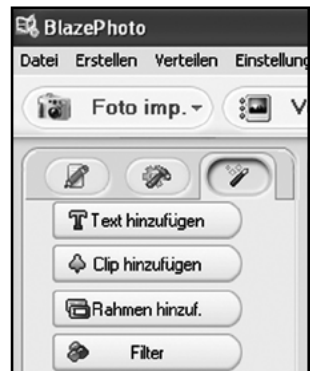 BlazePhoto
Datei Erstellen Verteilen Einstellung
Foto imp. V
Text hinzufügen
Clip hinzufügen
Rahmen hinzuf.
Filter